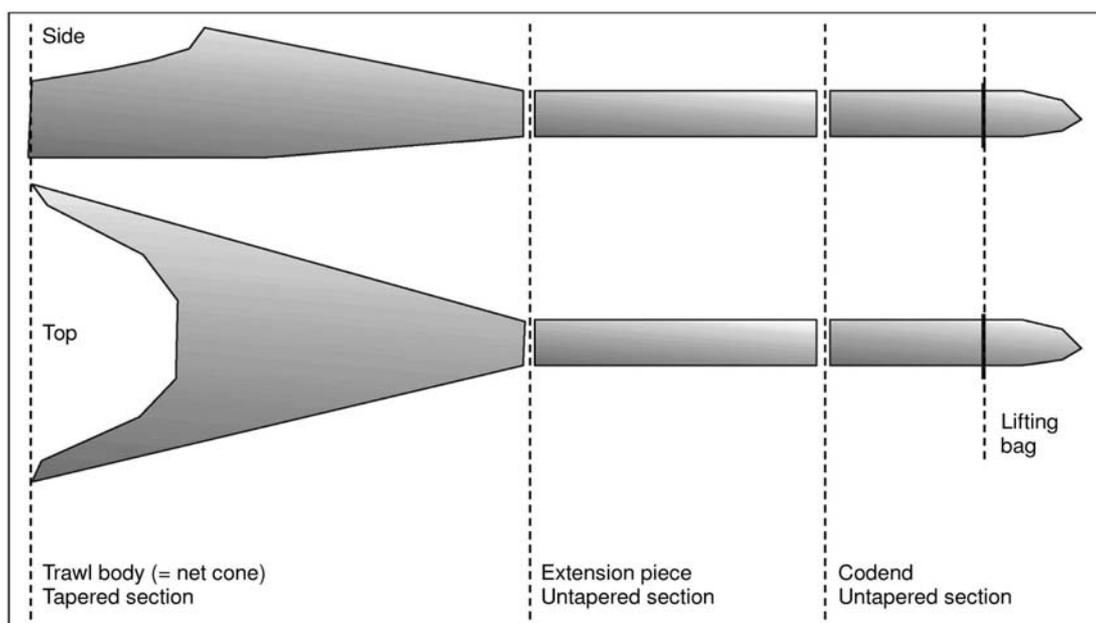 Side
Top
Lifting
bag
Trawl body (= net cone)
Tapered section
Extension piece
Untapered section
Codend
Untapered section